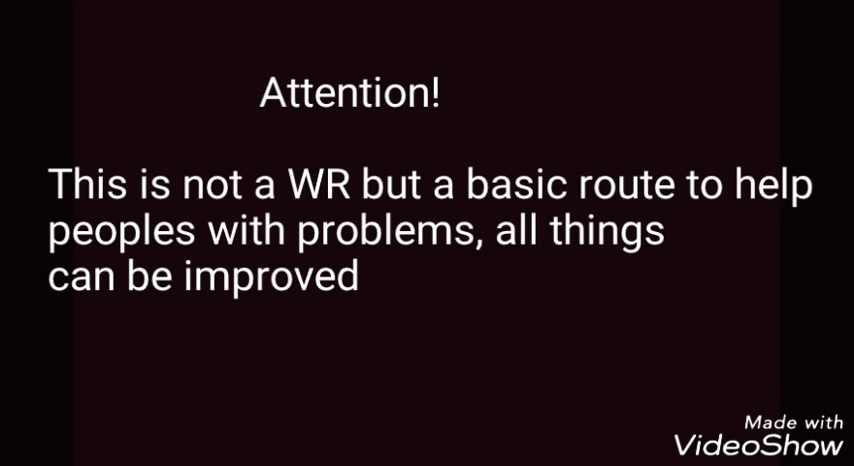 Attention!
This is not a WR but a basic route to help
peoples with problems, all things
can be improved
Made with
VideoShow